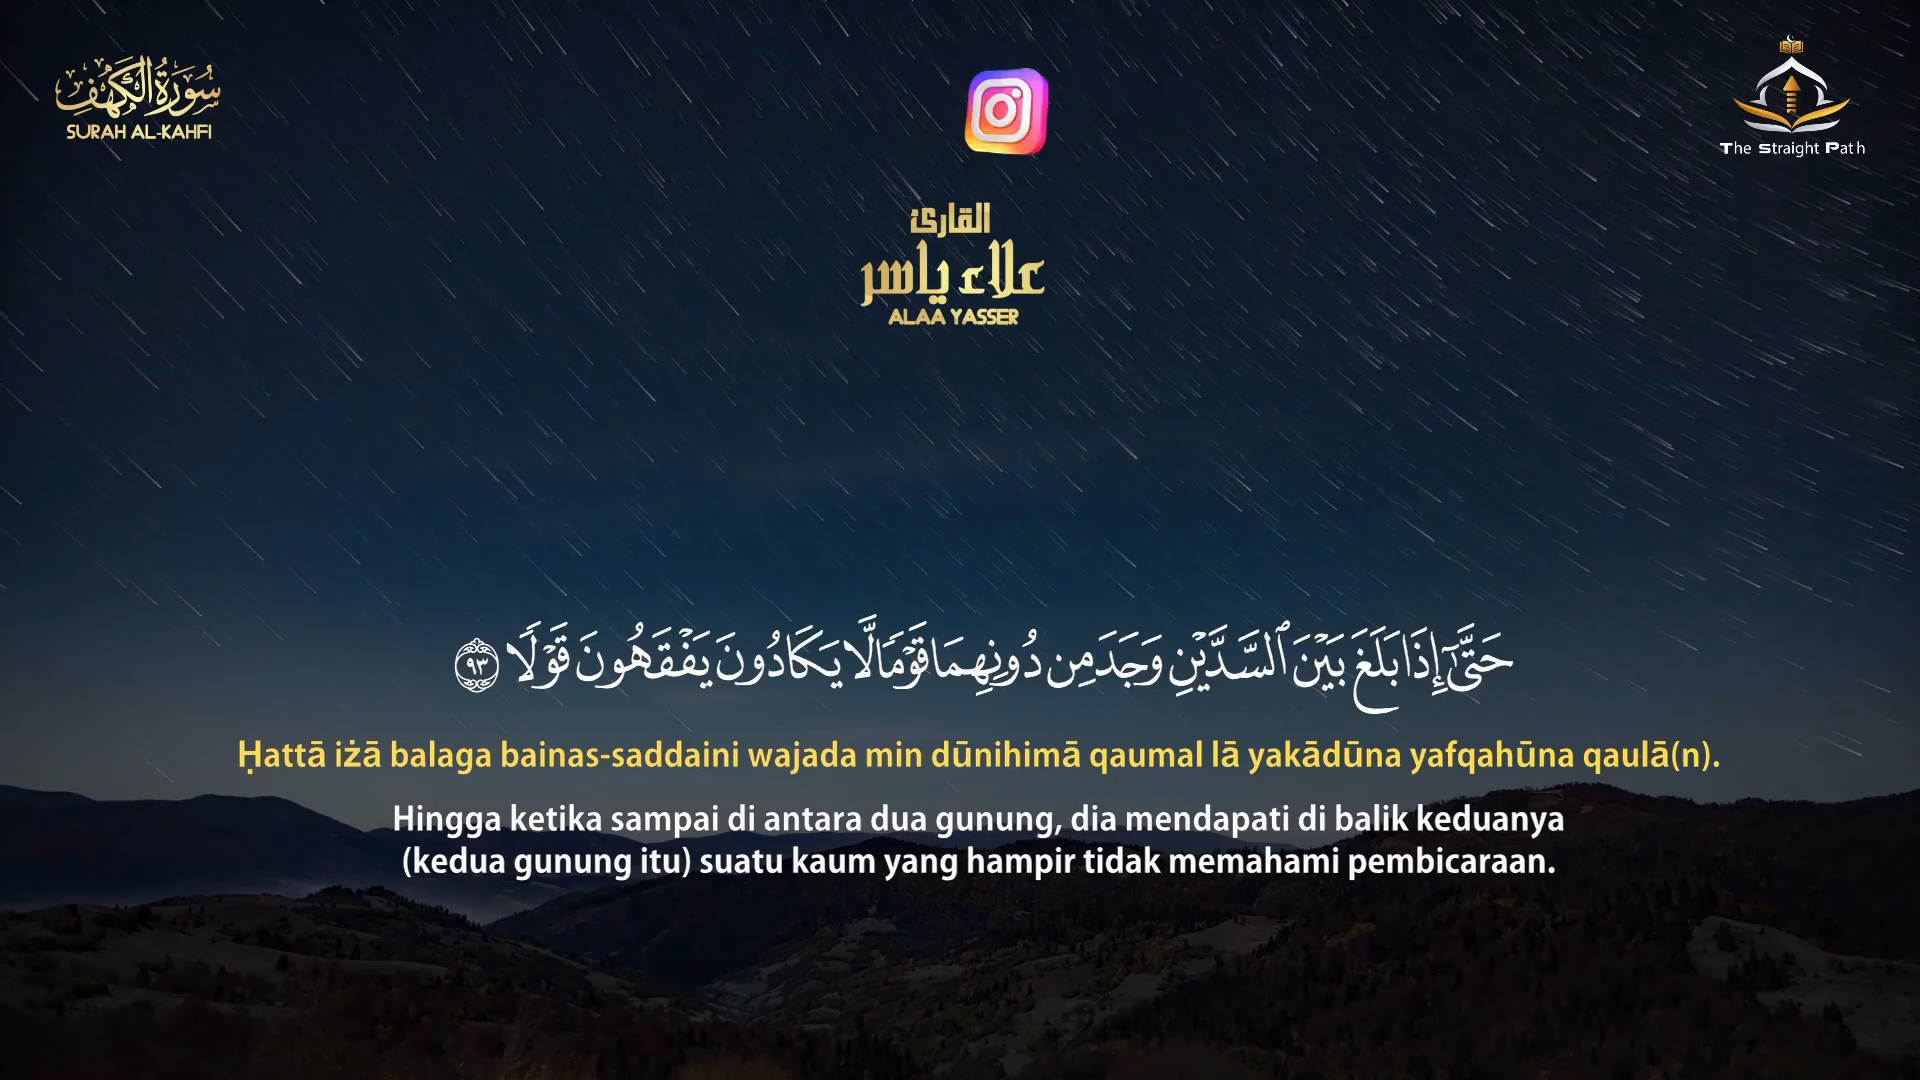 سُورَةُ الْكَهْفِ
SURAH AL-KAHFI
The Straight Path
القارئ
علاء ياسر
ALAA YASSER
حَتَّىٰٓ إِذَا بَلَغَ بَيْنَ ٱلسَّدَّيْنِ وَجَدَ مِن دُونِهِمَا قَوْمًا لَّا يَكَادُونَ يَفْقَهُونَ قَوْلًا ٩٣
Ḥattā iżā balaga bainas-saddaini wajada min dūnihimā qaumal lā yakādūna yafqahūna qaulā(n).
Hingga ketika sampai di antara dua gunung, dia mendapati di balik keduanya
(kedua gunung itu) suatu kaum yang hampir tidak memahami pembicaraan.